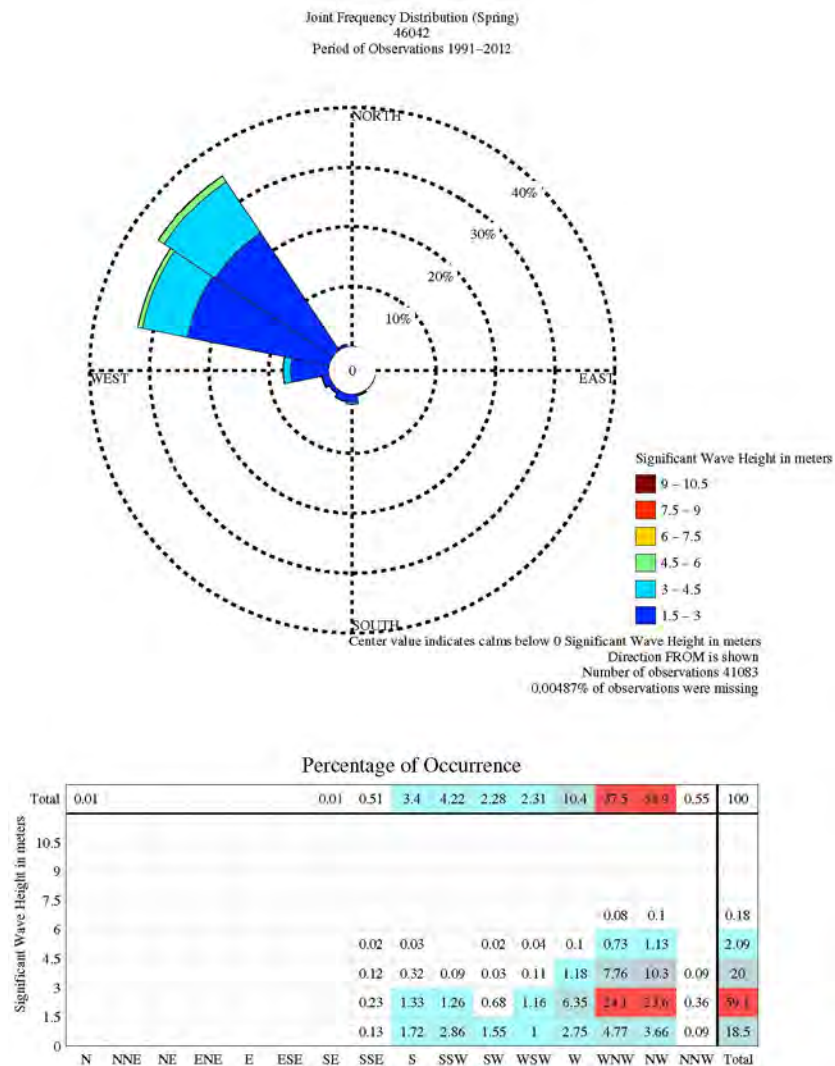 Joint Frequency Distribution (Spring)
46042
Period of Observations 1991–2012
NORTH
40%
30%
20%
10%
0
WEST
EAST
SOUTH
Significant Wave Height in meters
9 – 10.5
7.5 – 9
6 – 7.5
4.5 – 6
3 – 4.5
1.5 – 3
Center value indicates calms below 0 Significant Wave Height in meters
Direction FROM is shown
Number of observations 41083
0.00487% of observations were missing
Percentage of Occurrence
Total 0.01 0.01 0.51 3.4 4.22 2.28 2.31 10.4 37.5 38.9 0.55 100
Significant Wave Height in meters
10.5
9
7.5
0.08 0.1 0.18
6
0.02 0.03 0.02 0.04 0.1 0.73 1.13 2.09
4.5
0.12 0.32 0.09 0.03 0.11 1.18 7.76 10.3 0.09 20
3
0.23 1.33 1.26 0.68 1.16 6.35 24.1 23.6 0.36 59.1
1.5
0.13 1.72 2.86 1.55 1 2.75 4.77 3.66 0.09 18.5
0
N NNE NE ENE E ESE SE SSE S SSW SW WSW W WNW NW NNW Total